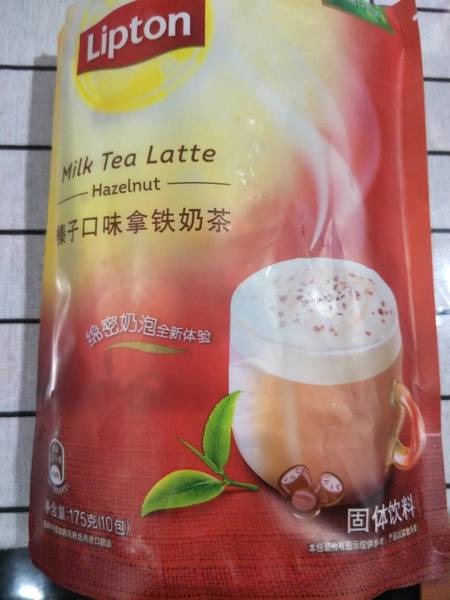 Lipton
Milk Tea Latte
Hazelnut
榛子口味拿铁奶茶
绵密奶泡全新体验
净含量:175克(10包)
固体饮料